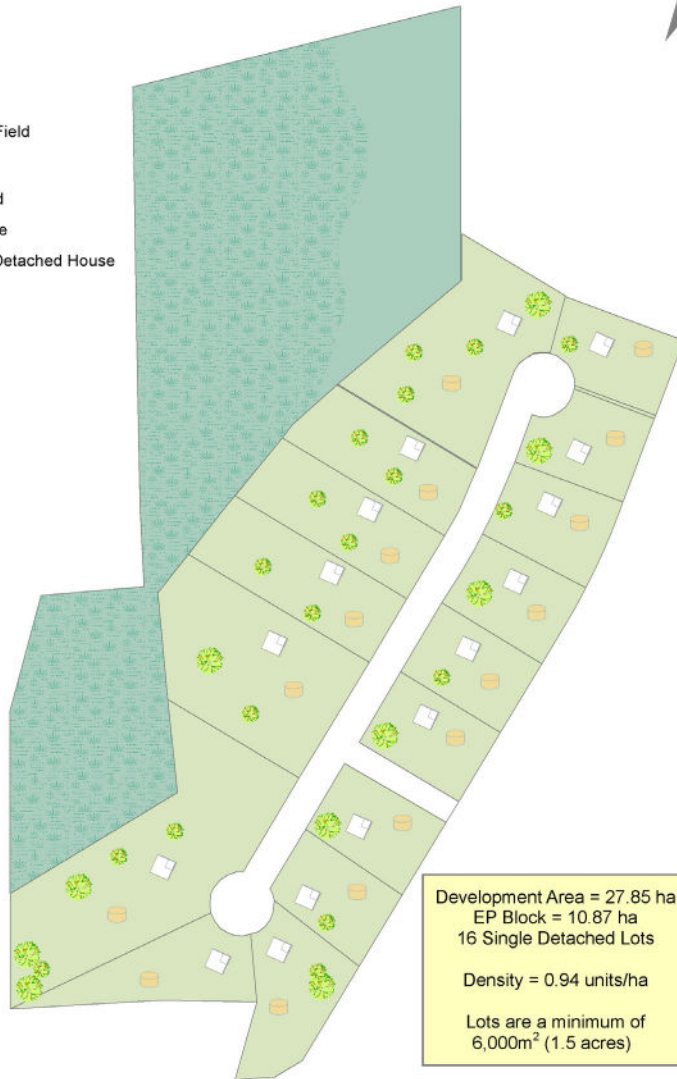 Field
Detached House
Development Area = 27.85 ha
EP Block = 10.87 ha
16 Single Detached Lots
Density = 0.94 units/ha
Lots are a minimum of
6,000m² (1.5 acres)